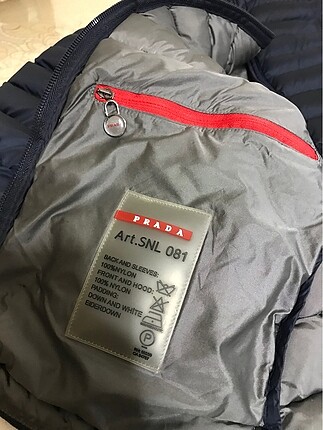 PRADA
PRADA
Art.SNL 081
BACK AND SLEEVES:
100%NYLON
FRONT AND HOOD:
100% NYLON
PADDING:
DOWN AND WHITE
EIDERDOWN
P